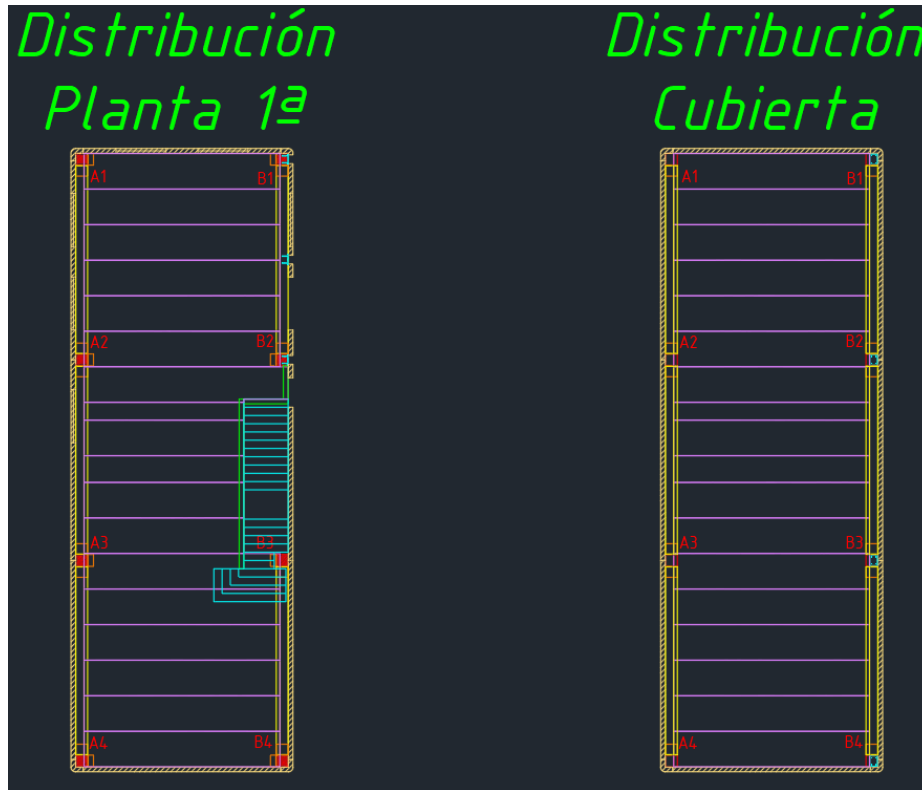 Distribución
Planta 1ª
A1
B1
A2
B2
A3
B3
A4
B4
Distribución
Cubierta
A1
B1
A2
B2
A3
B3
A4
B4